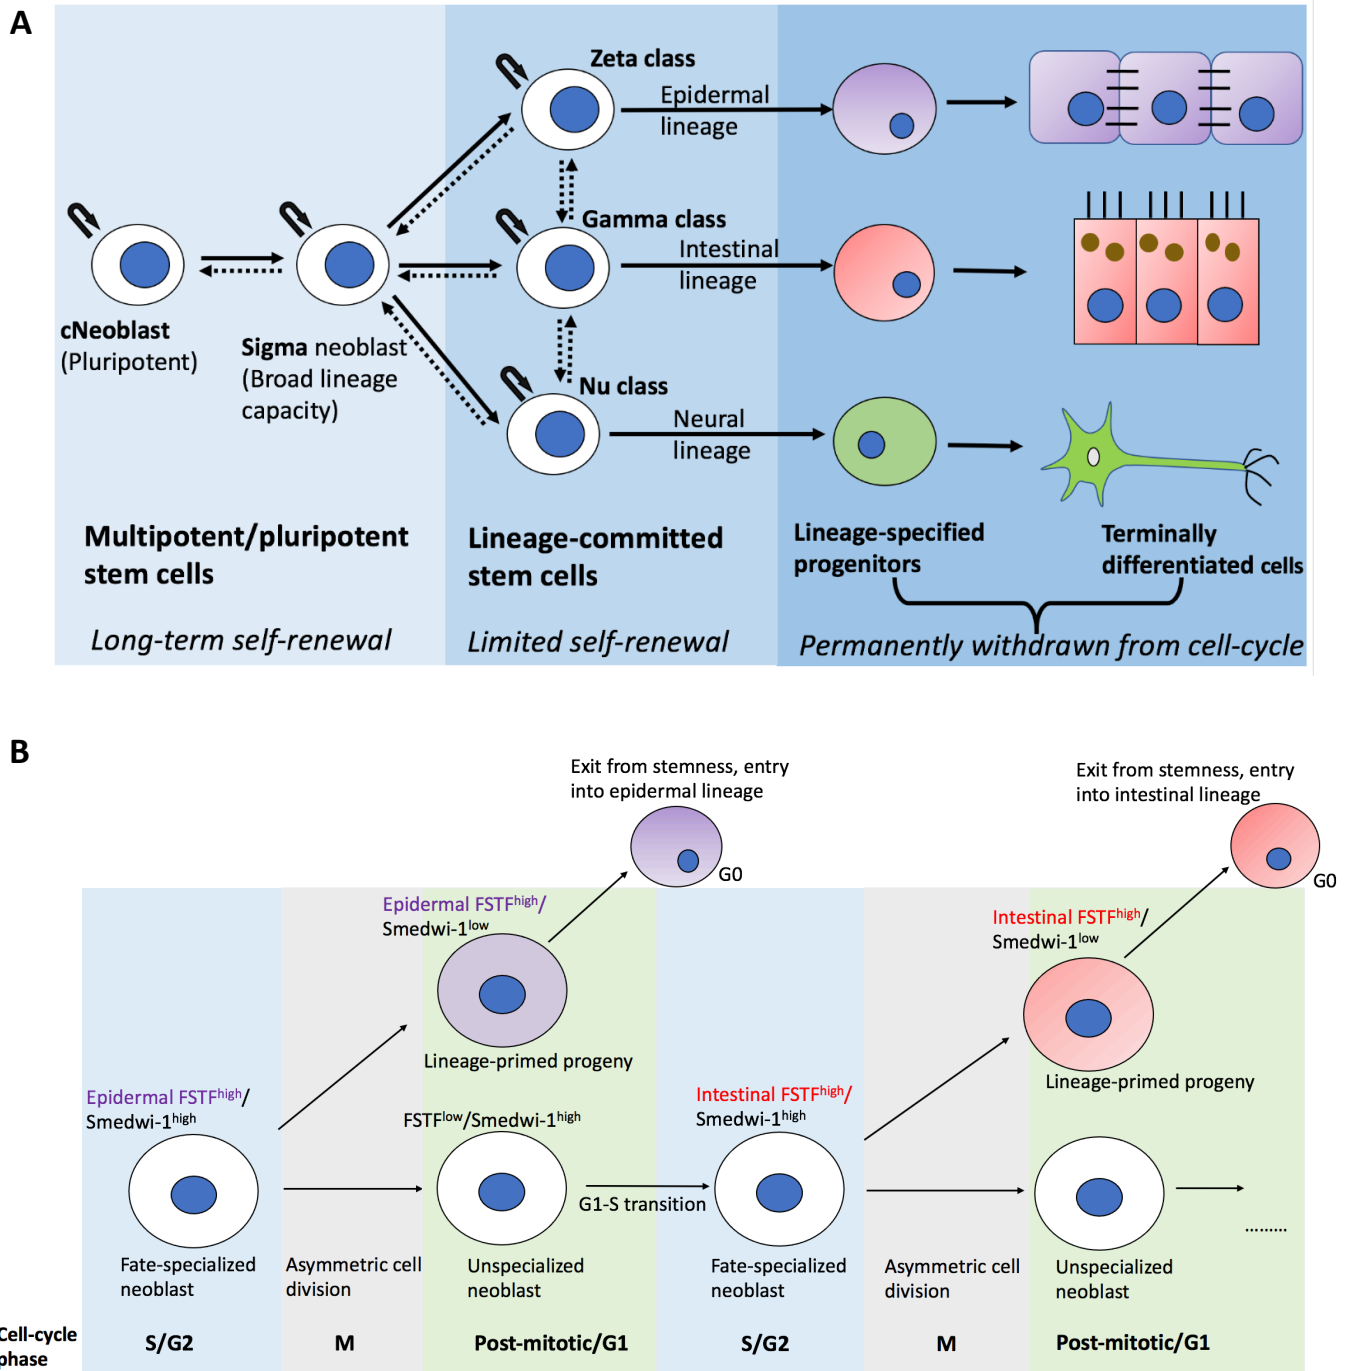 A
Zeta class
Epidermal
lineage
Gamma class
Intestinal
lineage
cNeoblast
(Pluripotent)
Sigma neoblast
(Broad lineage
capacity)
Nu class
Neural
lineage
Multipotent/pluripotent
stem cells
Lineage-committed
stem cells
Lineage-specified
progenitors
Terminally
differentiated cells
Long-term self-renewal
Limited self-renewal
Permanently withdrawn from cell-cycle
B
Exit from stemness, entry
into epidermal lineage
G0
Exit from stemness, entry
into intestinal lineage
G0
Epidermal FSTFhigh/
Smedwi-1low
Intestinal FSTFhigh/
Smedwi-1low
Lineage-primed progeny
Lineage-primed progeny
Epidermal FSTFhigh/
Smedwi-1high
FSTFlow/Smedwi-1high
Intestinal FSTFhigh/
Smedwi-1high
G1-S transition
.........
Fate-specialized
neoblast
Asymmetric cell
division
Unspecialized
neoblast
Fate-specialized
neoblast
Asymmetric cell
division
Unspecialized
neoblast
Cell-cycle
phase
S/G2
M
Post-mitotic/G1
S/G2
M
Post-mitotic/G1